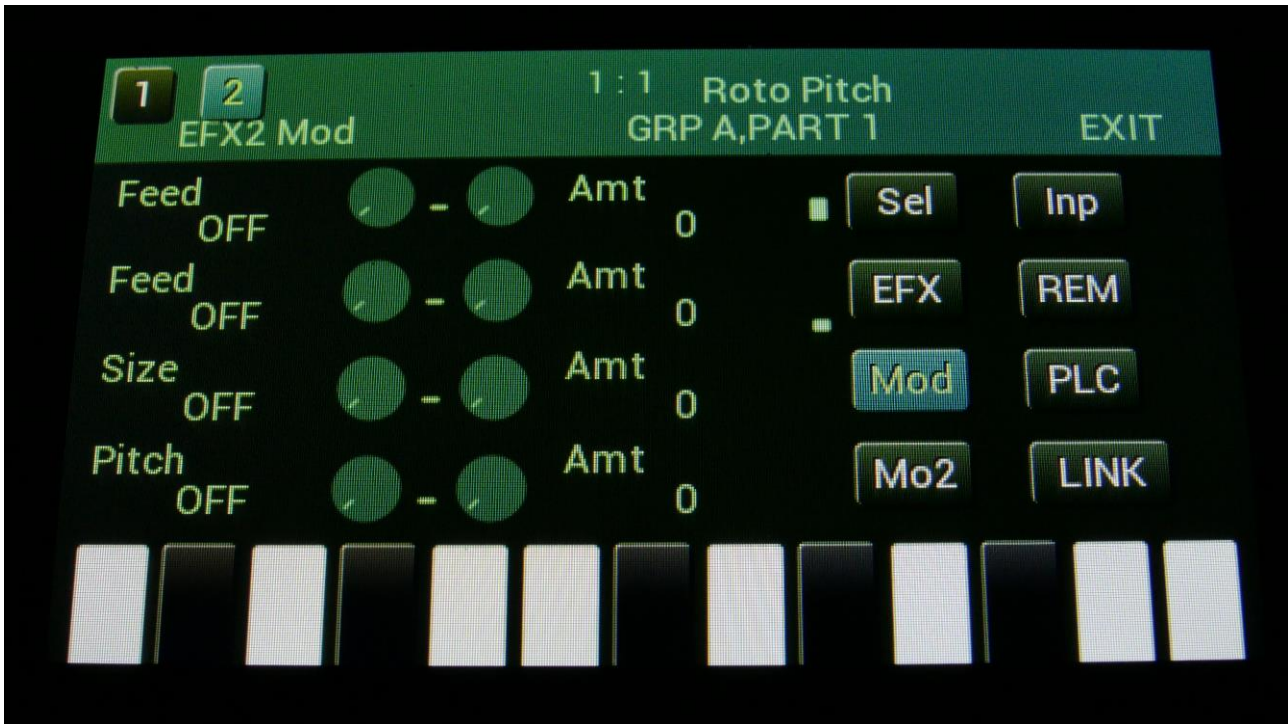 1 2 1 : 1 Roto Pitch
EFX2 Mod GRP A,PART 1 EXIT
Feed Amt Sel Inp
OFF 0
Feed Amt EFX REM
OFF 0
Size Amt Mod PLC
OFF 0
Pitch Amt Mo2 LINK
OFF 0